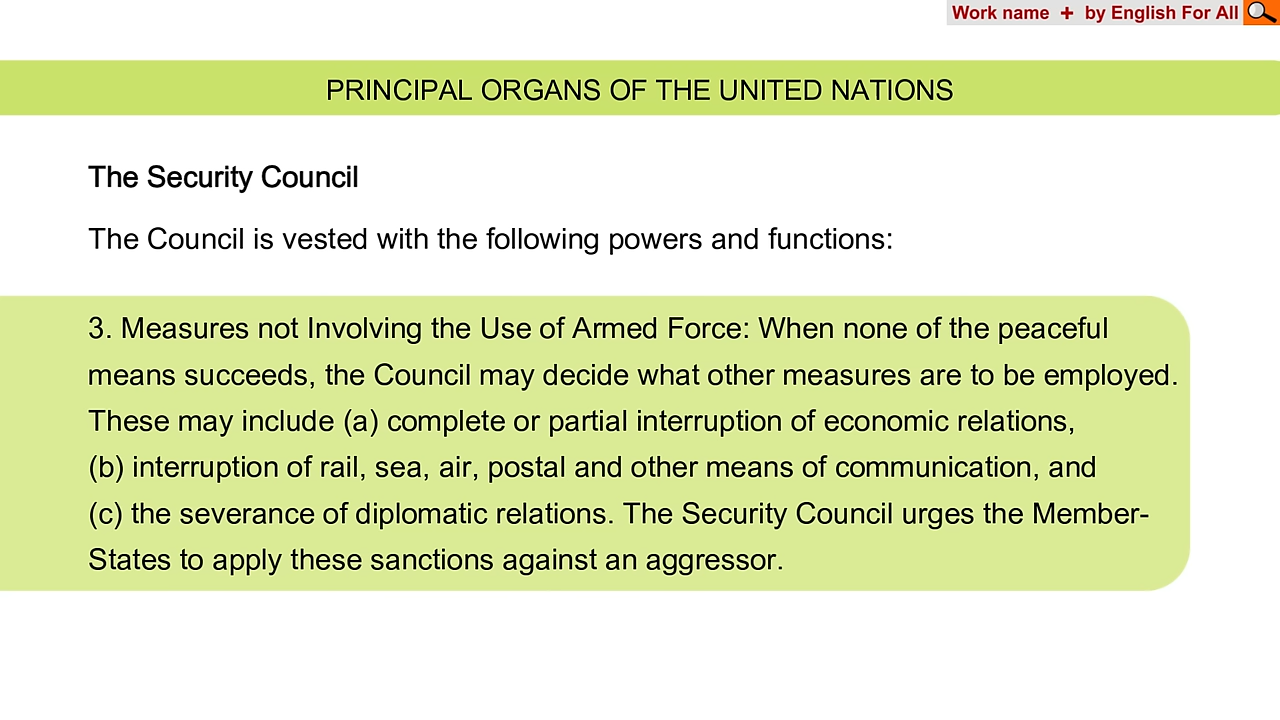 Work name + by English For All
PRINCIPAL ORGANS OF THE UNITED NATIONS
The Security Council
The Council is vested with the following powers and functions:
3. Measures not Involving the Use of Armed Force: When none of the peaceful
means succeeds, the Council may decide what other measures are to be employed.
These may include (a) complete or partial interruption of economic relations,
(b) interruption of rail, sea, air, postal and other means of communication, and
(c) the severance of diplomatic relations. The Security Council urges the Member-
States to apply these sanctions against an aggressor.